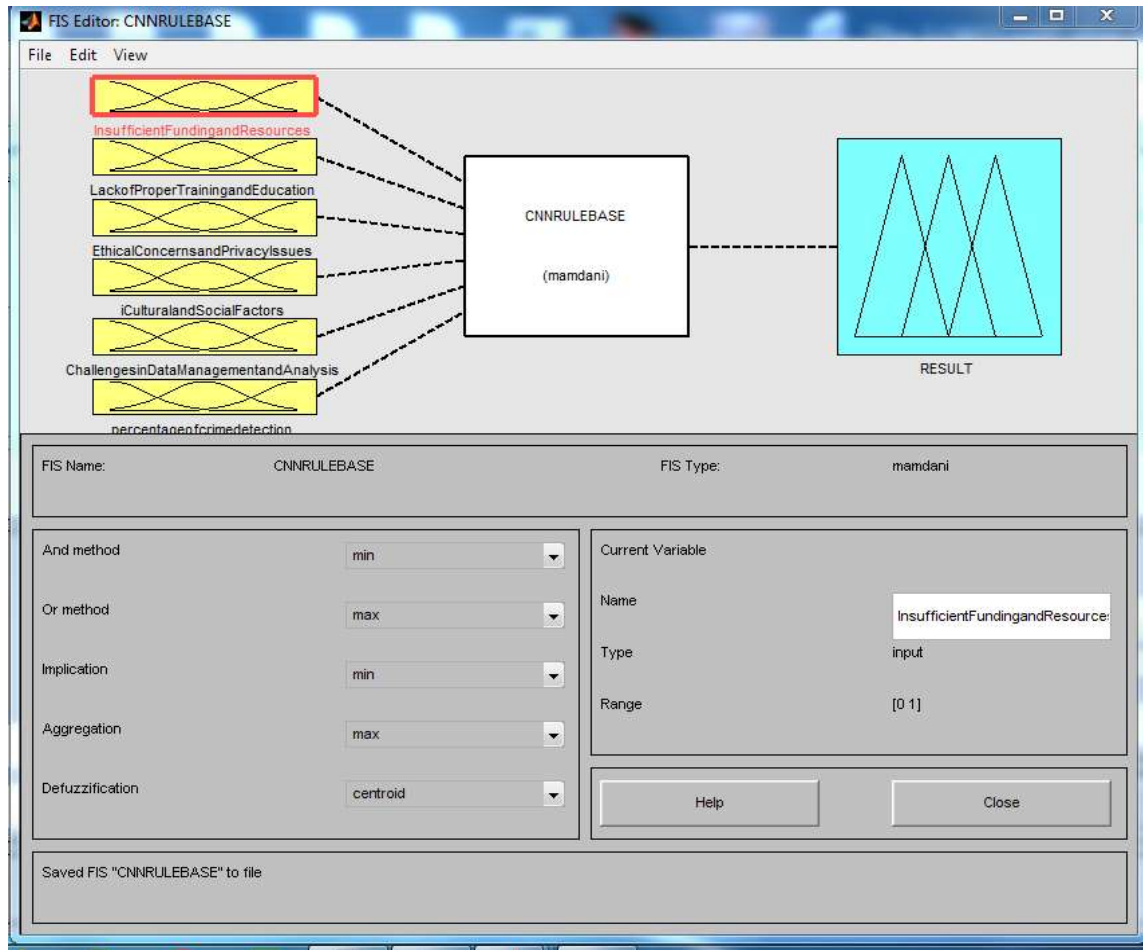 FIS Editor: CNNRULEBASE
File Edit View
InsufficientFundingandResources
LackofProperTrainingandEducation
EthicalConcernsandPrivacyIssues
iCulturalandSocialFactors
ChallengesinDataManagementandAnalysis
percentageofcrimedetection
CNNRULEBASE
(mamdani)
RESULT
FIS Name: CNNRULEBASE FIS Type: mamdani
And method min
Or method max
Implication min
Aggregation max
Defuzzification centroid
Current Variable
Name InsufficientFundingandResource
Type input
Range [0 1]
Help Close
Saved FIS "CNNRULEBASE" to file